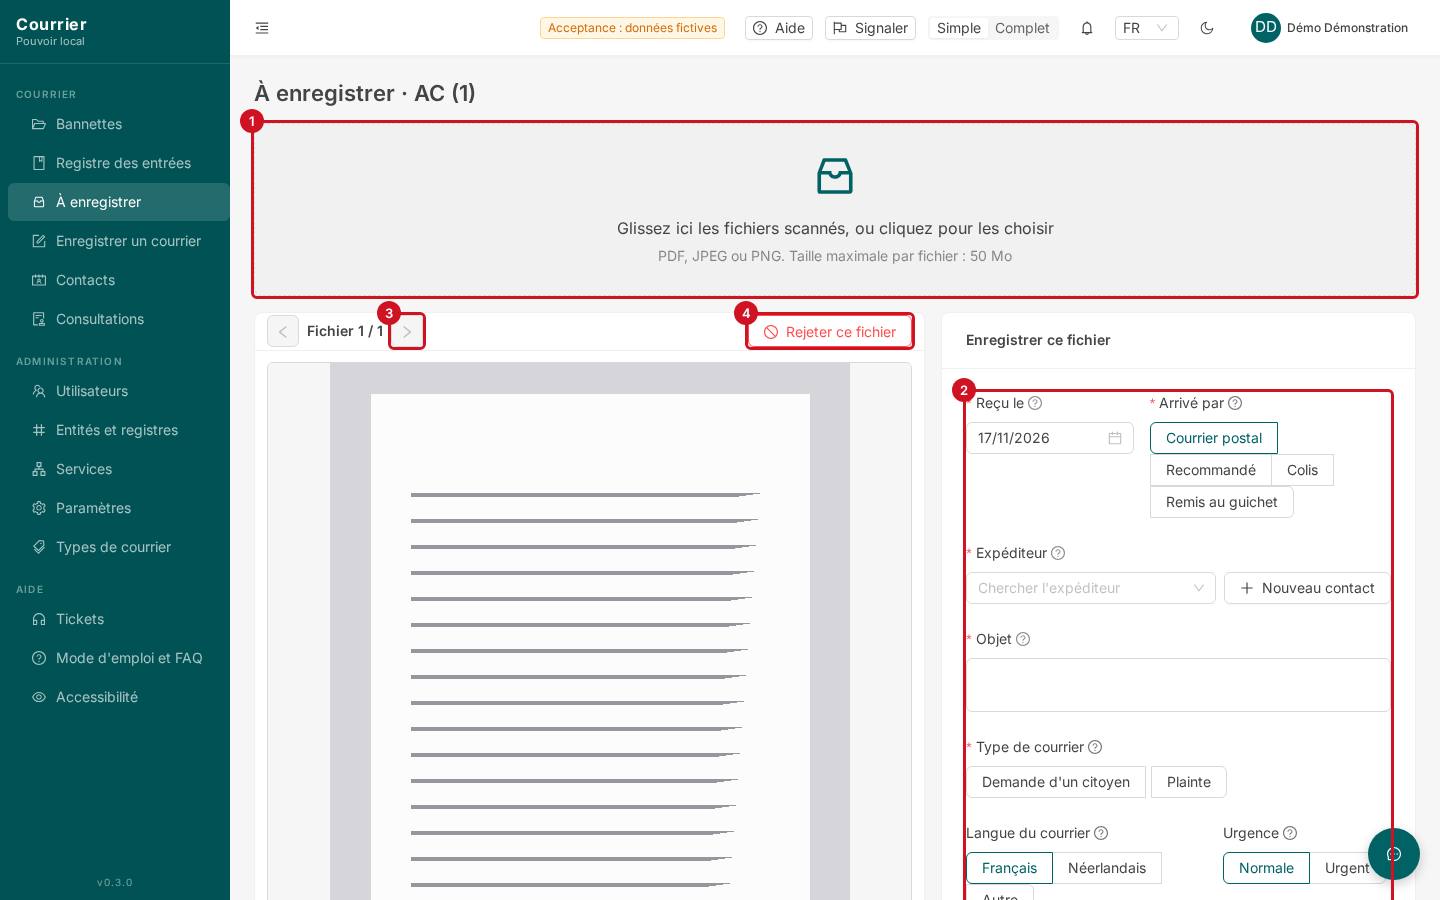 Courrier
Pouvoir local
Acceptance : données fictives
Aide
Signaler
Simple
Complet
FR
DD
Démo Démonstration
COURRIER
Bannettes
Registre des entrées
À enregistrer
Enregistrer un courrier
Contacts
Consultations
ADMINISTRATION
Utilisateurs
Entités et registres
Services
Paramètres
Types de courrier
AIDE
Tickets
Mode d'emploi et FAQ
Accessibilité
v0.3.0
À enregistrer · AC (1)
1
Glissez ici les fichiers scannés, ou cliquez pour les choisir
PDF, JPEG ou PNG. Taille maximale par fichier : 50 Mo
Fichier 1 / 1
3
4
Rejeter ce fichier
Enregistrer ce fichier
2
Reçu le
* Arrivé par
17/11/2026
Courrier postal
Recommandé
Colis
Remis au guichet
* Expéditeur
Chercher l'expéditeur
Nouveau contact
* Objet
* Type de courrier
Demande d'un citoyen
Plainte
Langue du courrier
Urgence
Français
Néerlandais
Normale
Urgent
Autre